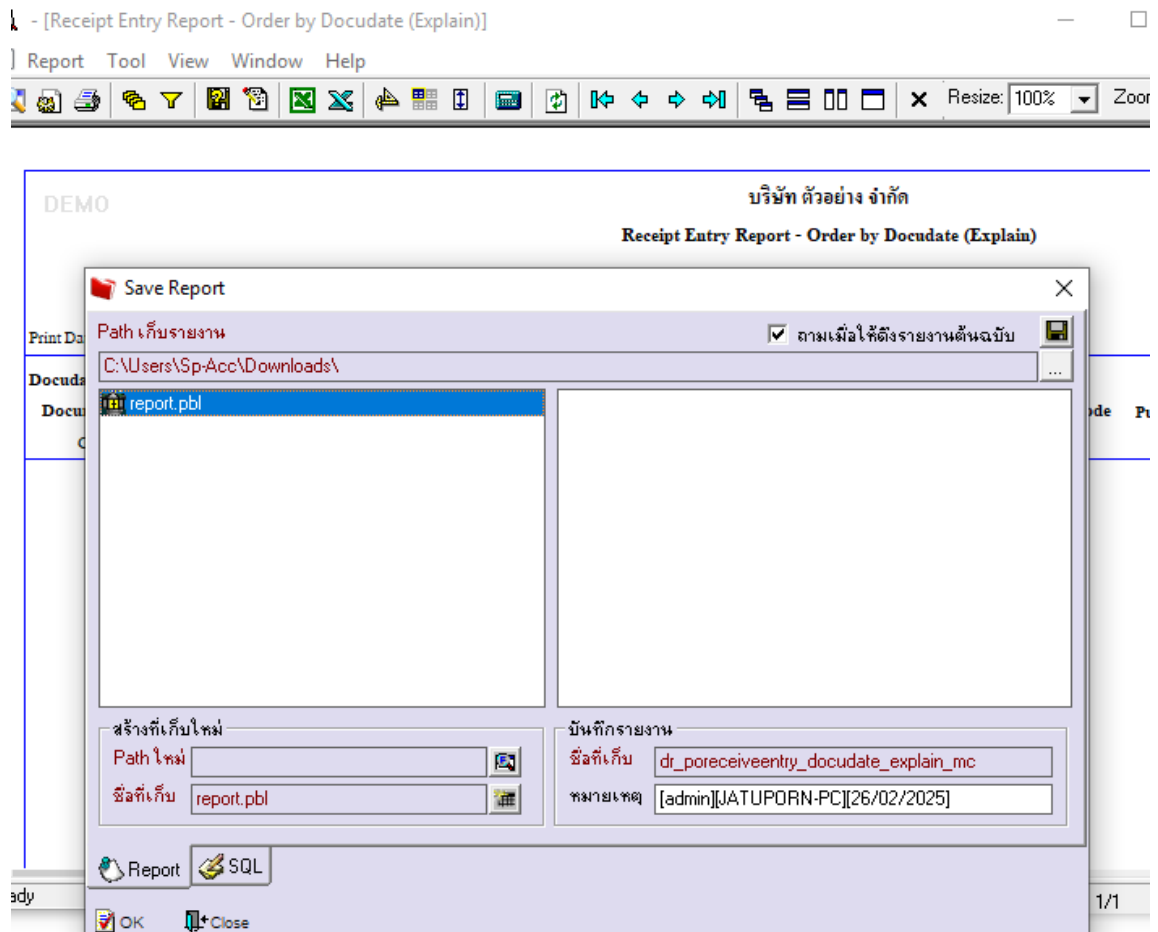 - [Receipt Entry Report - Order by Docudate (Explain)]
Report Tool View Window Help
Resize: 100%
DEMO
บริษัท ตัวอย่าง จำกัด
Receipt Entry Report - Order by Docudate (Explain)
Save Report
Print Da
Path เก็บรายงาน
ถามเมื่อให้ดึงรายงานต้นฉบับ
C:\Users\Sp-Acc\Downloads\
...
Docuda
report.pbl
Docu
สร้างที่เก็บใหม่
บันทึกรายงาน
Path ใหม่
ชื่อที่เก็บ dr_poreceiveentry_docudate_explain_mc
ชื่อที่เก็บ report.pbl
หมายเหตุ [admin][JATUPORN-PC][26/02/2025]
Report SQL
1/1
OK Close